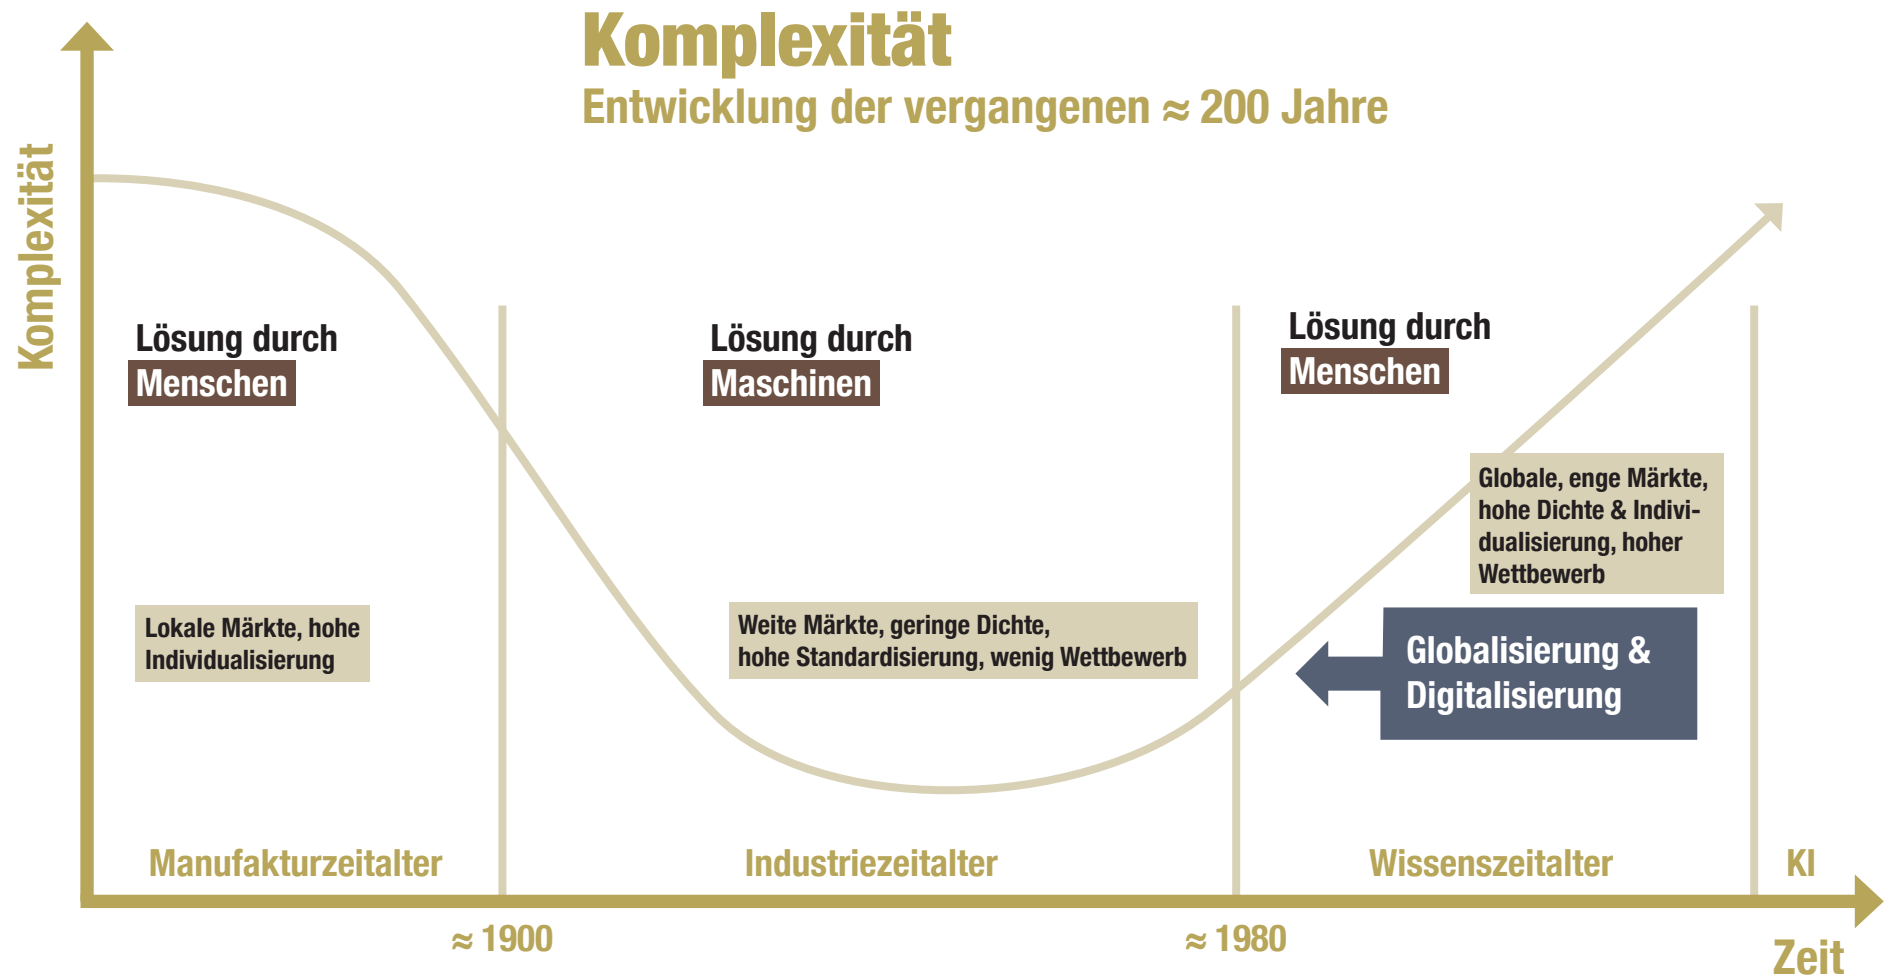 Komplexität
Entwicklung der vergangenen ≈ 200 Jahre
Komplexität
Lösung durch
Menschen
Lösung durch
Maschinen
Lösung durch
Menschen
Lokale Märkte, hohe
Individualisierung
Weite Märkte, geringe Dichte,
hohe Standardisierung, wenig Wettbewerb
Globale, enge Märkte,
hohe Dichte & Indivi-
dualisierung, hoher
Wettbewerb
Globalisierung &
Digitalisierung
Manufakturzeitalter
Industriezeitalter
Wissenszeitalter
KI
≈ 1900
≈ 1980
Zeit